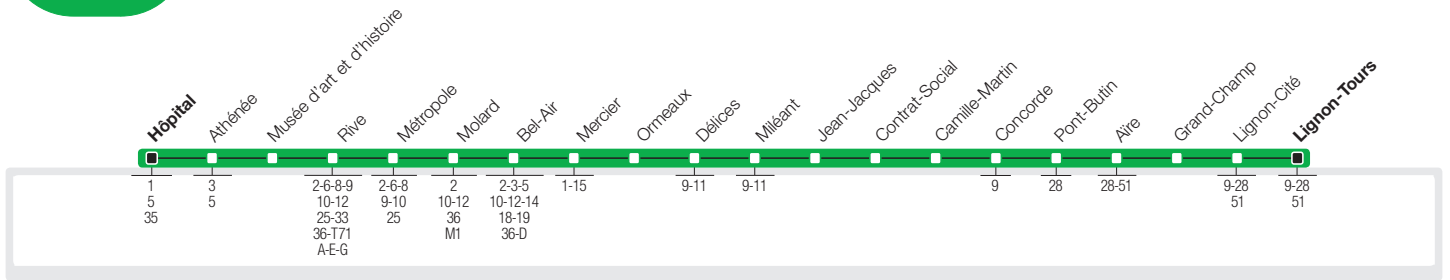 Hôpital
Athénée
Musée d'art et d'histoire
Rive
Métropole
Molard
Bel-Air
Mercier
Ormeaux
Délices
Miléant
Jean-Jacques
Contrat-Social
Camille-Martin
Concorde
Pont-Butin
Aïre
Grand-Champ
Lignon-Cité
Lignon-Tours
1
5
35
3
5
2-6-8-9
10-12
25-33
36-T71
A-E-G
2-6-8
9-10
25
2
10-12
36
M1
2-3-5
10-12-14
18-19
36-D
1-15
9-11
9-11
9
28
28-51
9-28
51
9-28
51